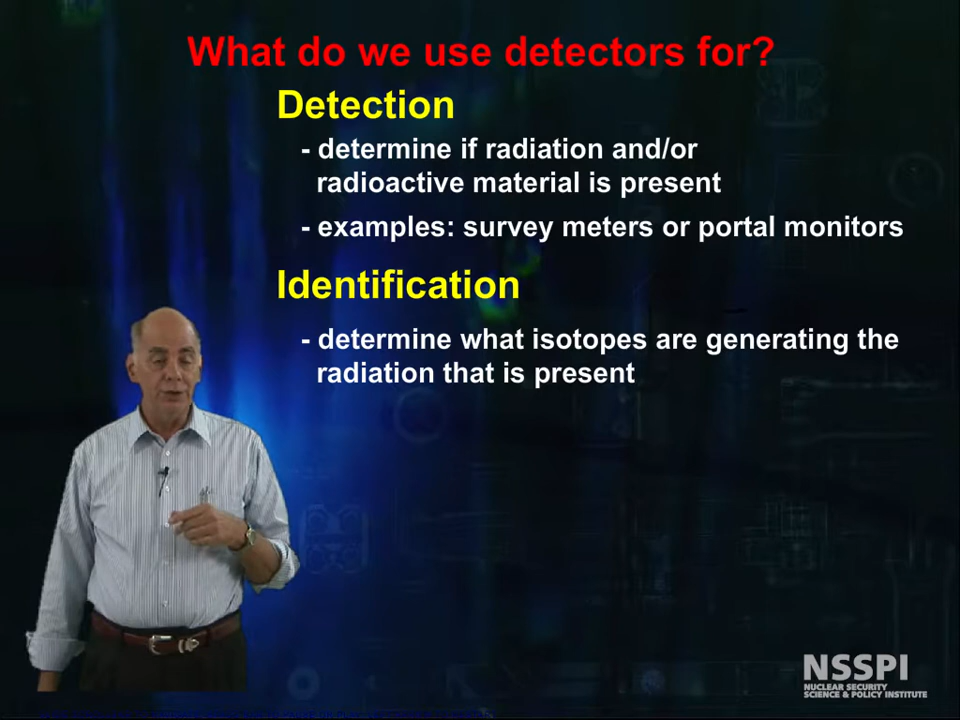 What do we use detectors for?
Detection
- determine if radiation and/or
radioactive material is present
- examples: survey meters or portal monitors
Identification
- determine what isotopes are generating the
radiation that is present
NSSPI
NUCLEAR SECURITY
SCIENCE & POLICY INSTITUTE